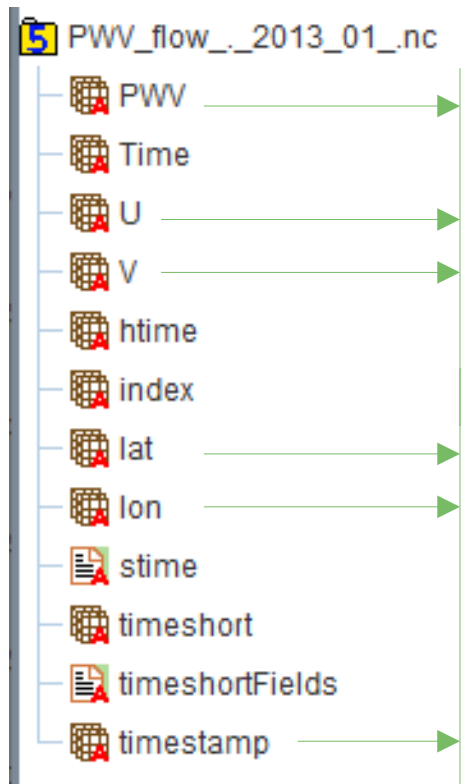 PWV_flow_._2013_01_.nc
PWV
Time
U
V
htime
index
lat
lon
stime
timeshort
timeshortFields
timestamp